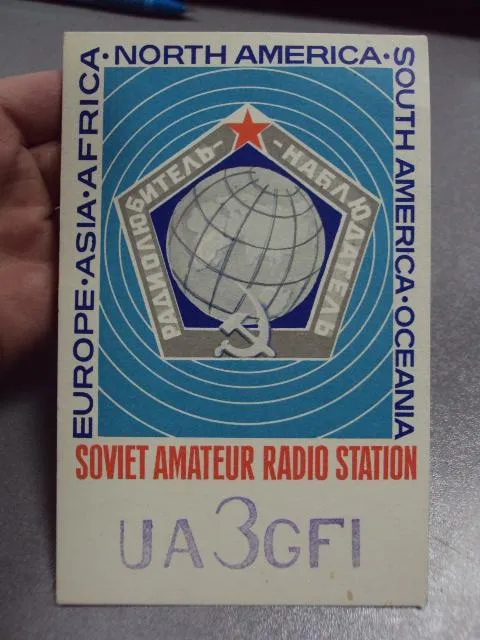 EUROPE·ASIA·AFRICA·NORTH AMERICA·SOUTH AMERICA·OCEANIA
РАДИОЛЮБИТЕЛЬ-
-НАБЛЮДАТЕЛЬ
SOVIET AMATEUR RADIO STATION
UA3GFI